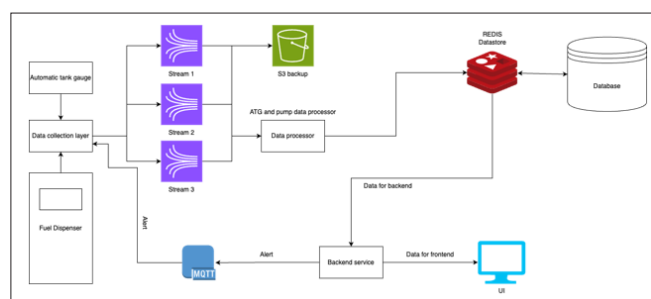 REDIS
Datastore
Stream 1
S3 backup
Automatic tank gauge
Database
ATG and pump data processor
Data collection layer
Stream 2
Data processor
Stream 3
Data for backend
Fuel Dispenser
Alert
Alert
Data for frontend
MQTT
Backend service
UI